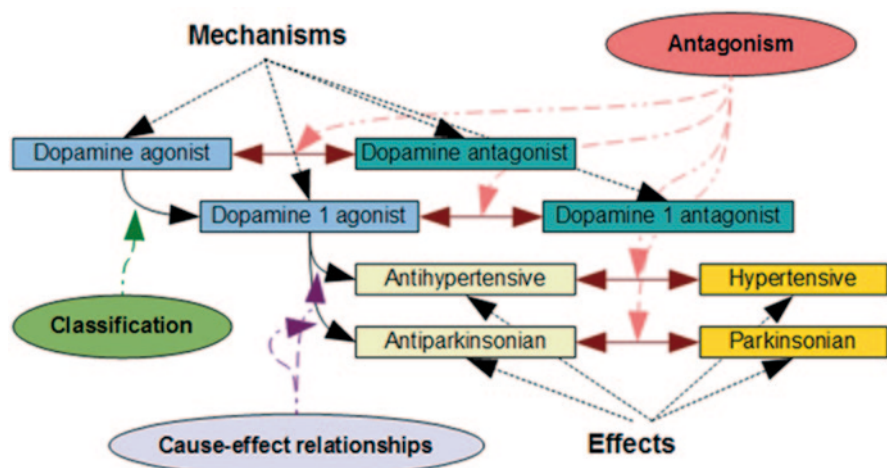 Mechanisms
Antagonism
Dopamine agonist
Dopamine antagonist
Dopamine 1 agonist
Dopamine 1 antagonist
Antihypertensive
Hypertensive
Classification
Antiparkinsonian
Parkinsonian
Cause-effect relationships
Effects